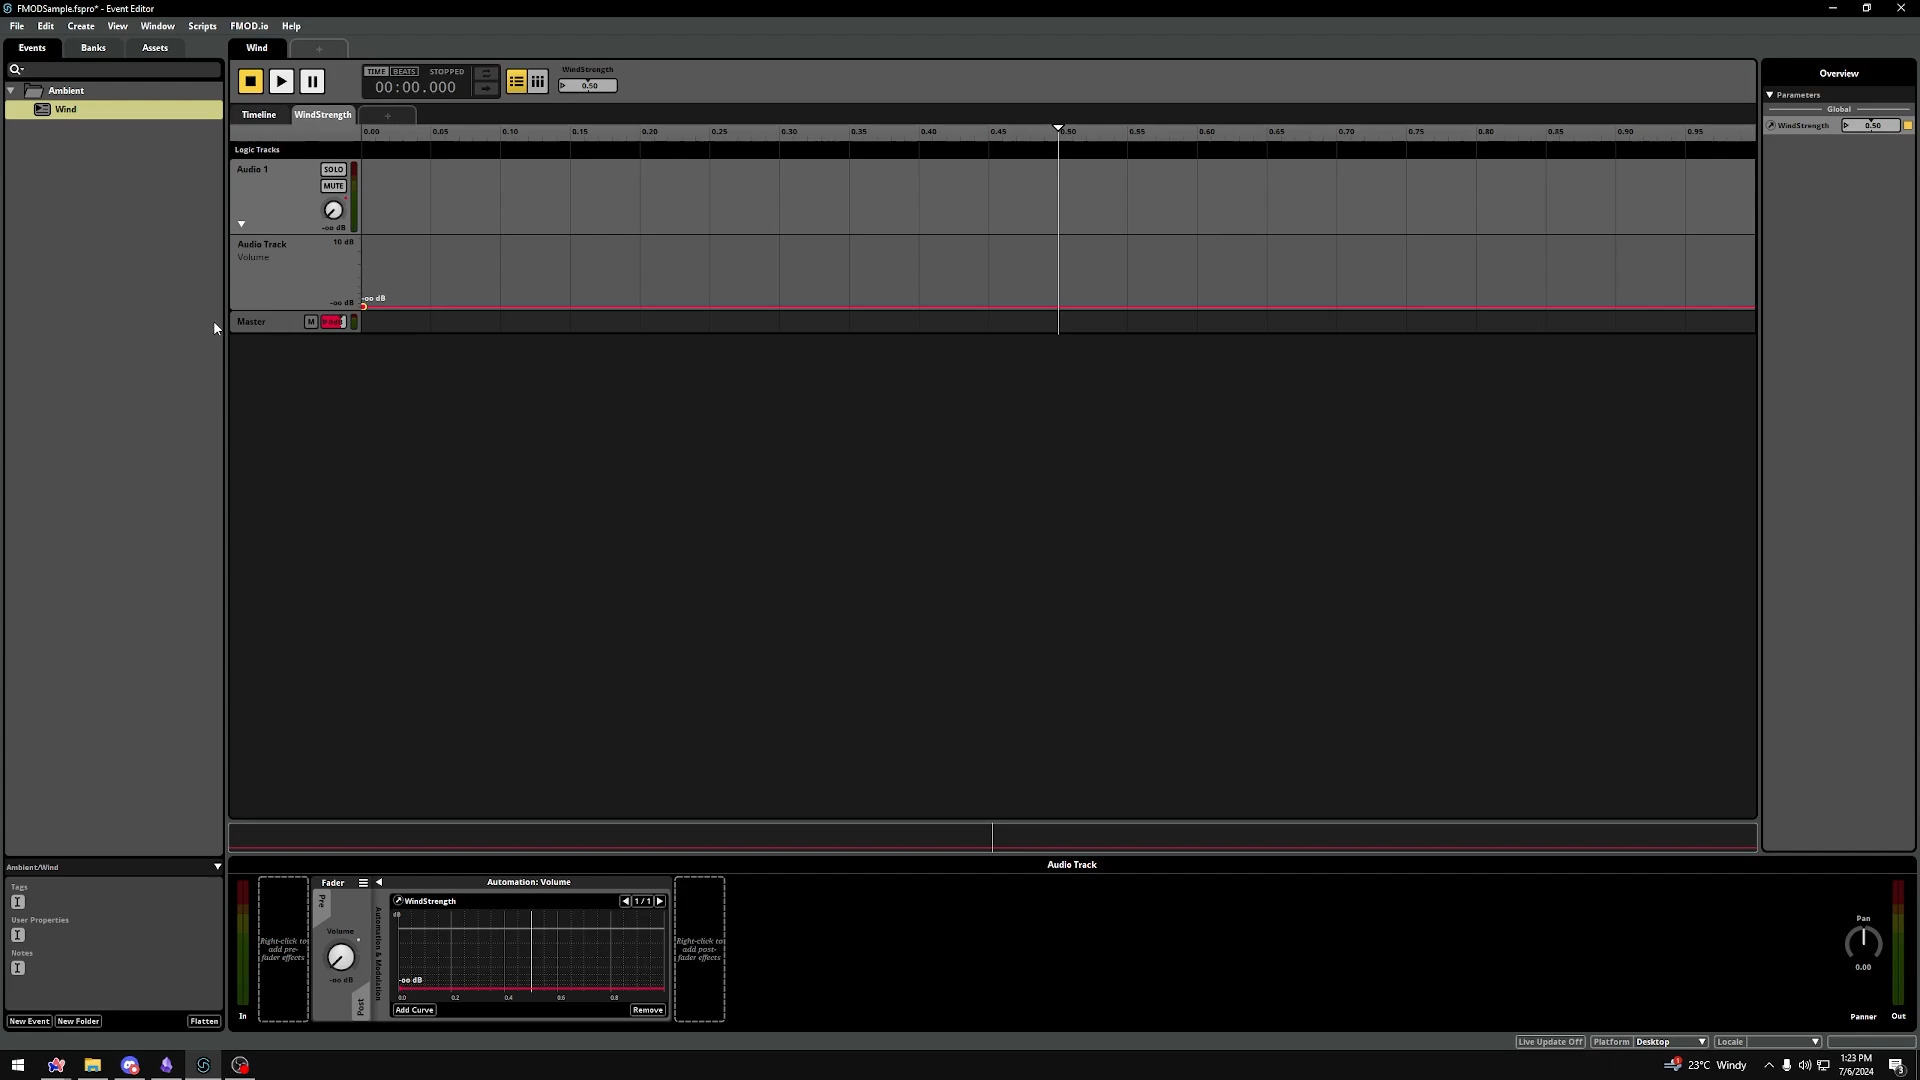 FMODSample.fspro* - Event Editor
File Edit Create View Window Scripts FMOD.io Help
Events Banks Assets
Wind
+
Ambient
Wind
TIME BEATS STOPPED
00:00.000
WindStrength
0.50
Timeline WindStrength +
0.00 0.05 0.10 0.15 0.20 0.25 0.30 0.35 0.40 0.45 0.50 0.55 0.60 0.65 0.70 0.75 0.80 0.85 0.90 0.95
Logic Tracks
Audio 1
SOLO
MUTE
-oo dB
Audio Track
10 dB
Volume
-oo dB
-oo dB
Master
M
Overview
Parameters
Global
WindStrength 0.50
Ambient/Wind
Tags
User Properties
Notes
New Event New Folder Flatten
Audio Track
In
Right-click to
add pre-
fader effects
Fader
Pre
Volume
-oo dB
Post
Automation & Modulation
Automation: Volume
WindStrength
1 / 1
dB
-oo dB
0.0 0.2 0.4 0.6 0.8
Add Curve Remove
Right-click to
add post-
fader effects
Pan
0.00
Panner
Out
Live Update Off Platform Desktop Locale
23°C Windy
1:23 PM
7/6/2024
3